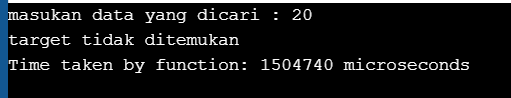 masukan data yang dicari : 20
target tidak ditemukan
Time taken by function: 1504740 microseconds